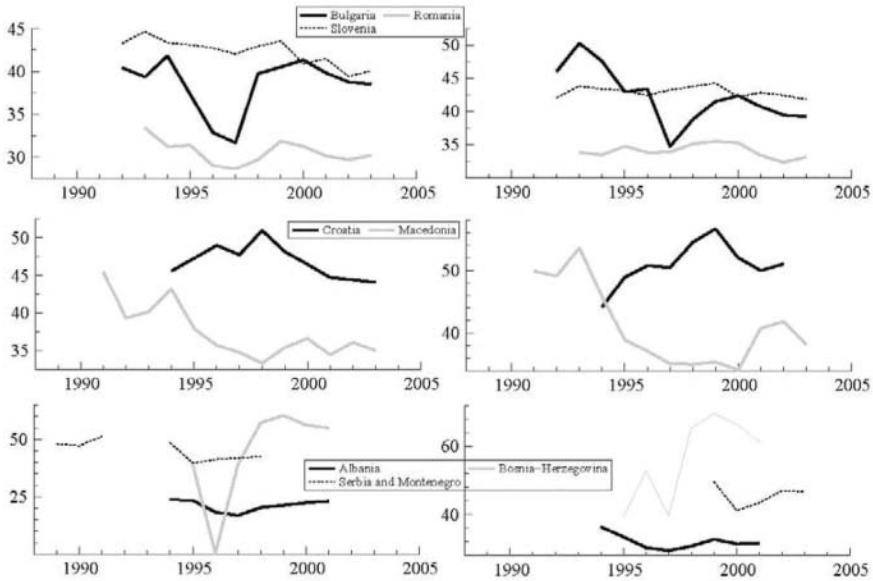 Bulgaria Romania
Slovenia
45
40
35
30
1990 1995 2000 2005
50
45
40
35
1990 1995 2000 2005
Croatia Macedonia
50
45
40
35
1990 1995 2000 2005
50
40
1990 1995 2000 2005
Albania Bosnia-Herzegovina
Serbia and Montenegro
50
25
1990 1995 2000 2005
60
40
1990 1995 2000 2005